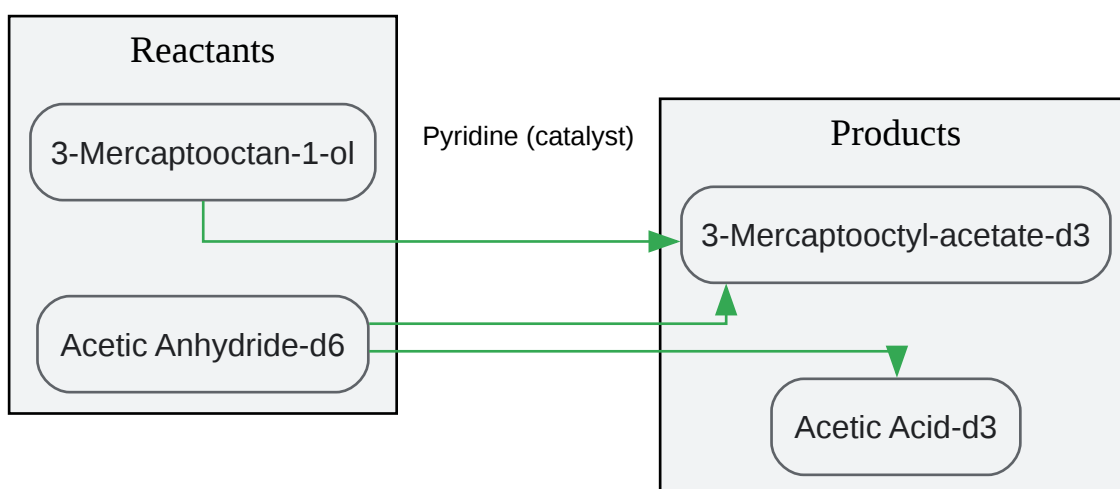 Reactants
3-Mercaptooctan-1-ol
Acetic Anhydride-d6
Pyridine (catalyst)
Products
3-Mercaptooctyl-acetate-d3
Acetic Acid-d3